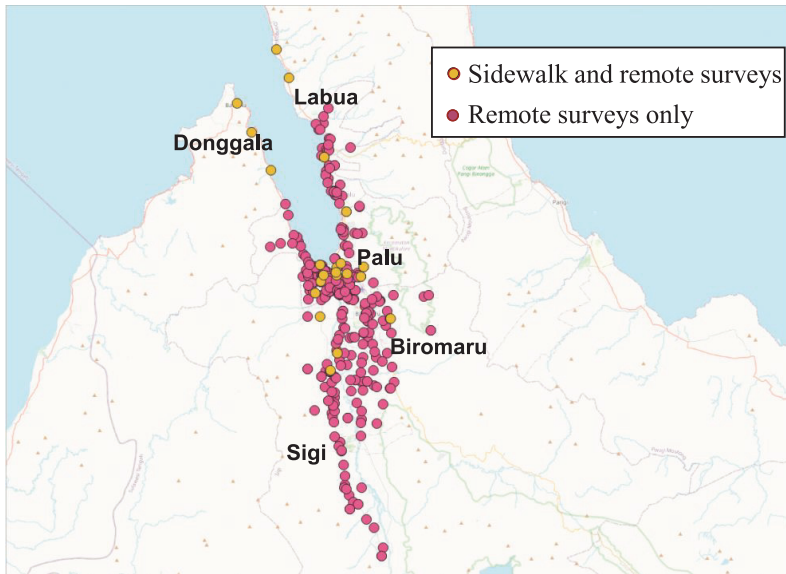 Sidewalk and remote surveys
Remote surveys only
Labua
Donggala
Palu
Biromaru
Sigi